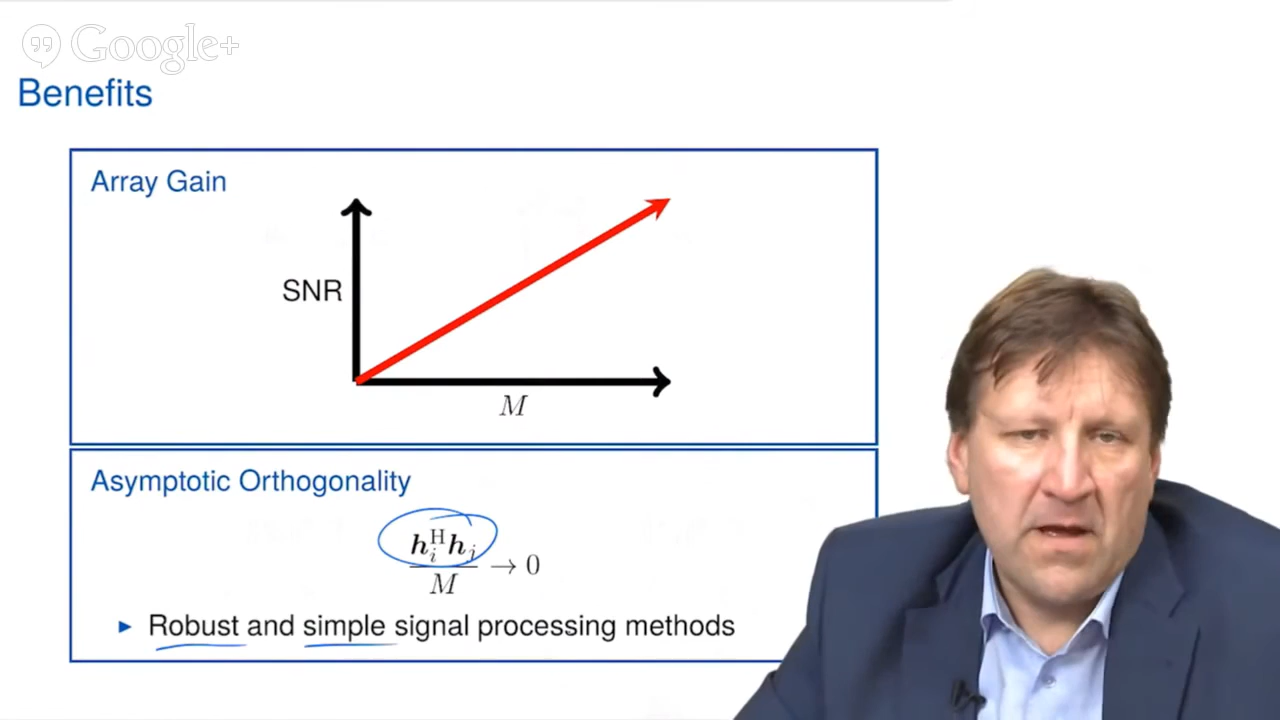 Google+
Benefits
Array Gain
SNR
M
Asymptotic Orthogonality
h_i^H h_j
M
→ 0
▶ Robust and simple signal processing methods